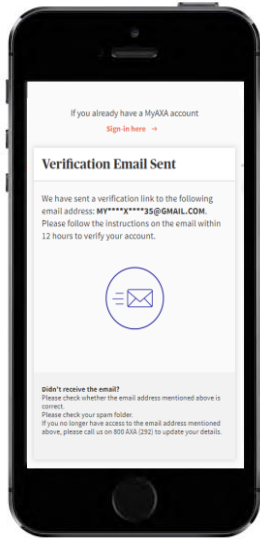 If you already have a MyAXA account
Sign-in here →
Verification Email Sent
We have sent a verification link to the following
email address: MY****X****35@GMAIL.COM.
Please follow the instructions on the email within
12 hours to verify your account.
Didn't receive the email?
Please check whether the email address mentioned above is
correct.
Please check your spam folder.
If you no longer have access to the email address mentioned
above, please call us on 800 AXA (292) to update your details.